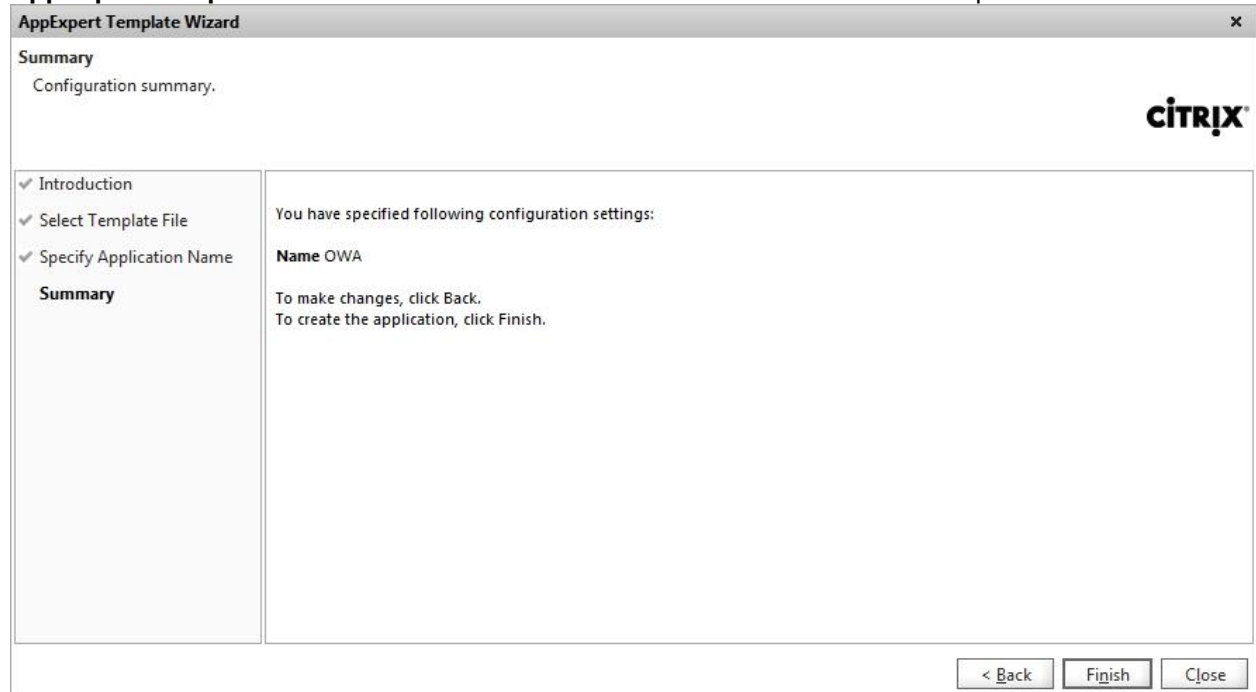 AppExpert Template Wizard
Summary
Configuration summary.
CITRIX
Introduction
Select Template File
Specify Application Name
Summary
You have specified following configuration settings:
Name OWA
To make changes, click Back.
To create the application, click Finish.
< Back Finish Close